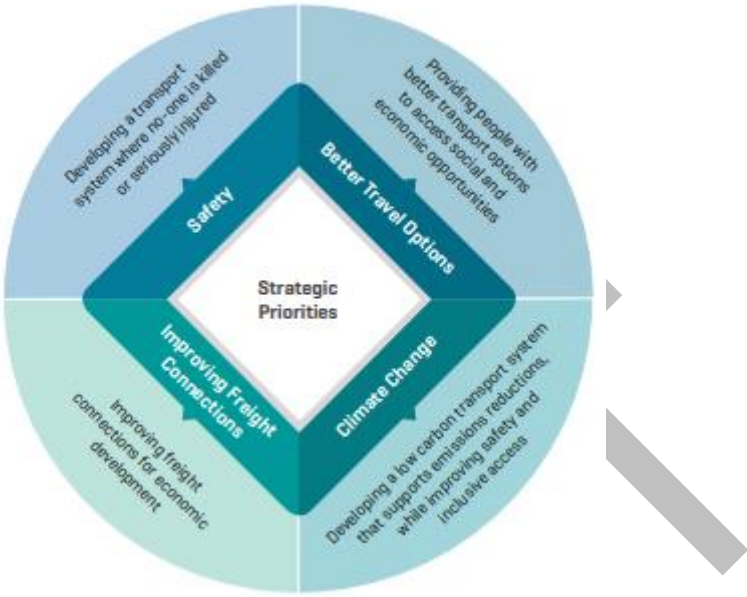 Developing a transport
system where no-one is killed
or seriously injured
Safety
Providing people with
better transport options
to access social and
economic opportunities
Better Travel Options
Strategic
Priorities
Improving Freight
Connections
Improving freight
connections for economic
development
Climate Change
Developing a low carbon transport system
that supports emissions reductions,
while improving safety and
inclusive access